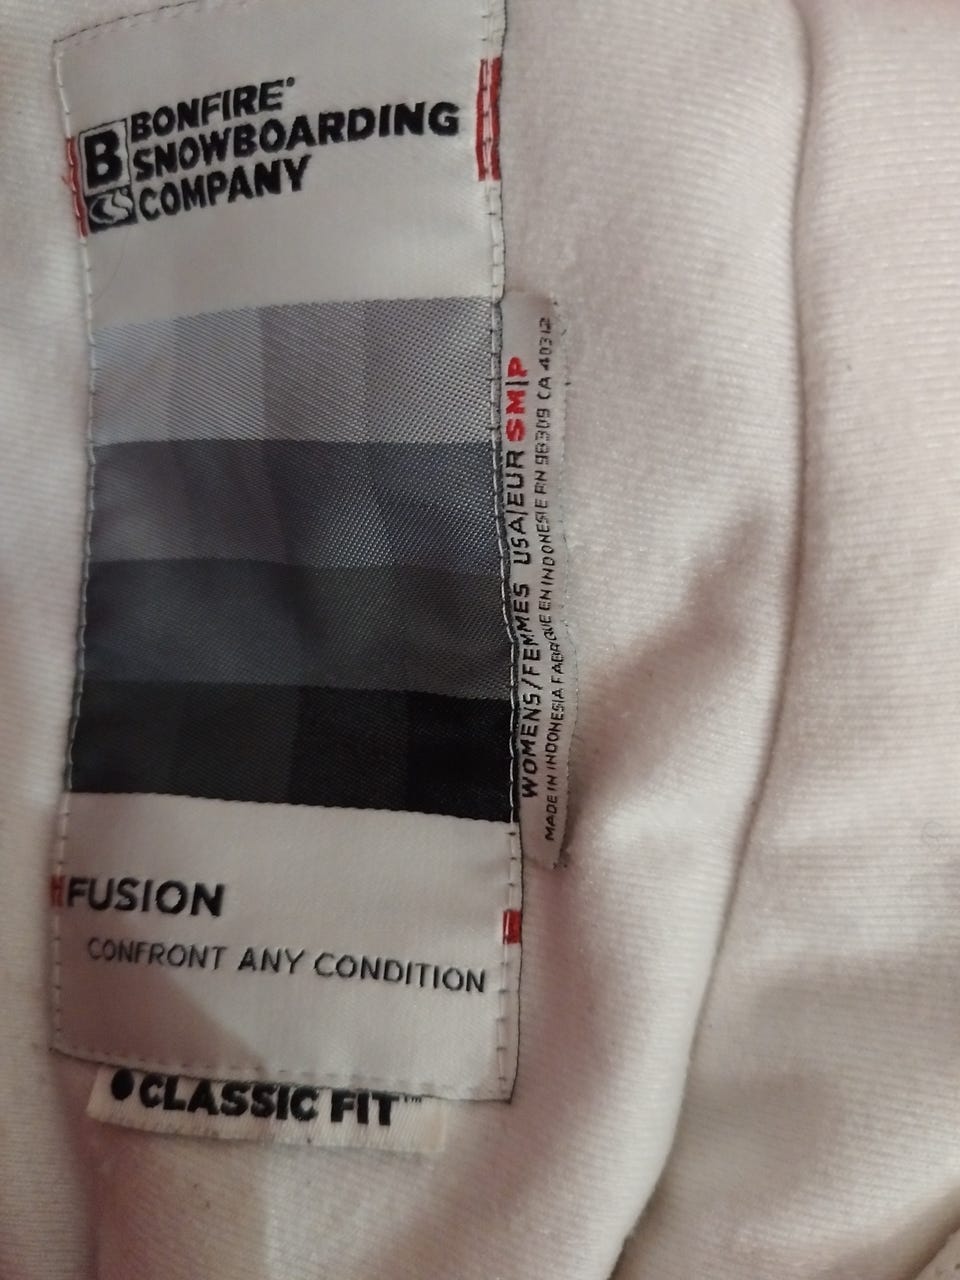 B BONFIRE®
SNOWBOARDING
COMPANY
FUSION
CONFRONT ANY CONDITION
CLASSIC FIT™
WOMENS/FEMMES USA|EUR SM|P
MADE IN INDONESIA FABRIQUE EN INDONESIE RN 98309 CA 40312